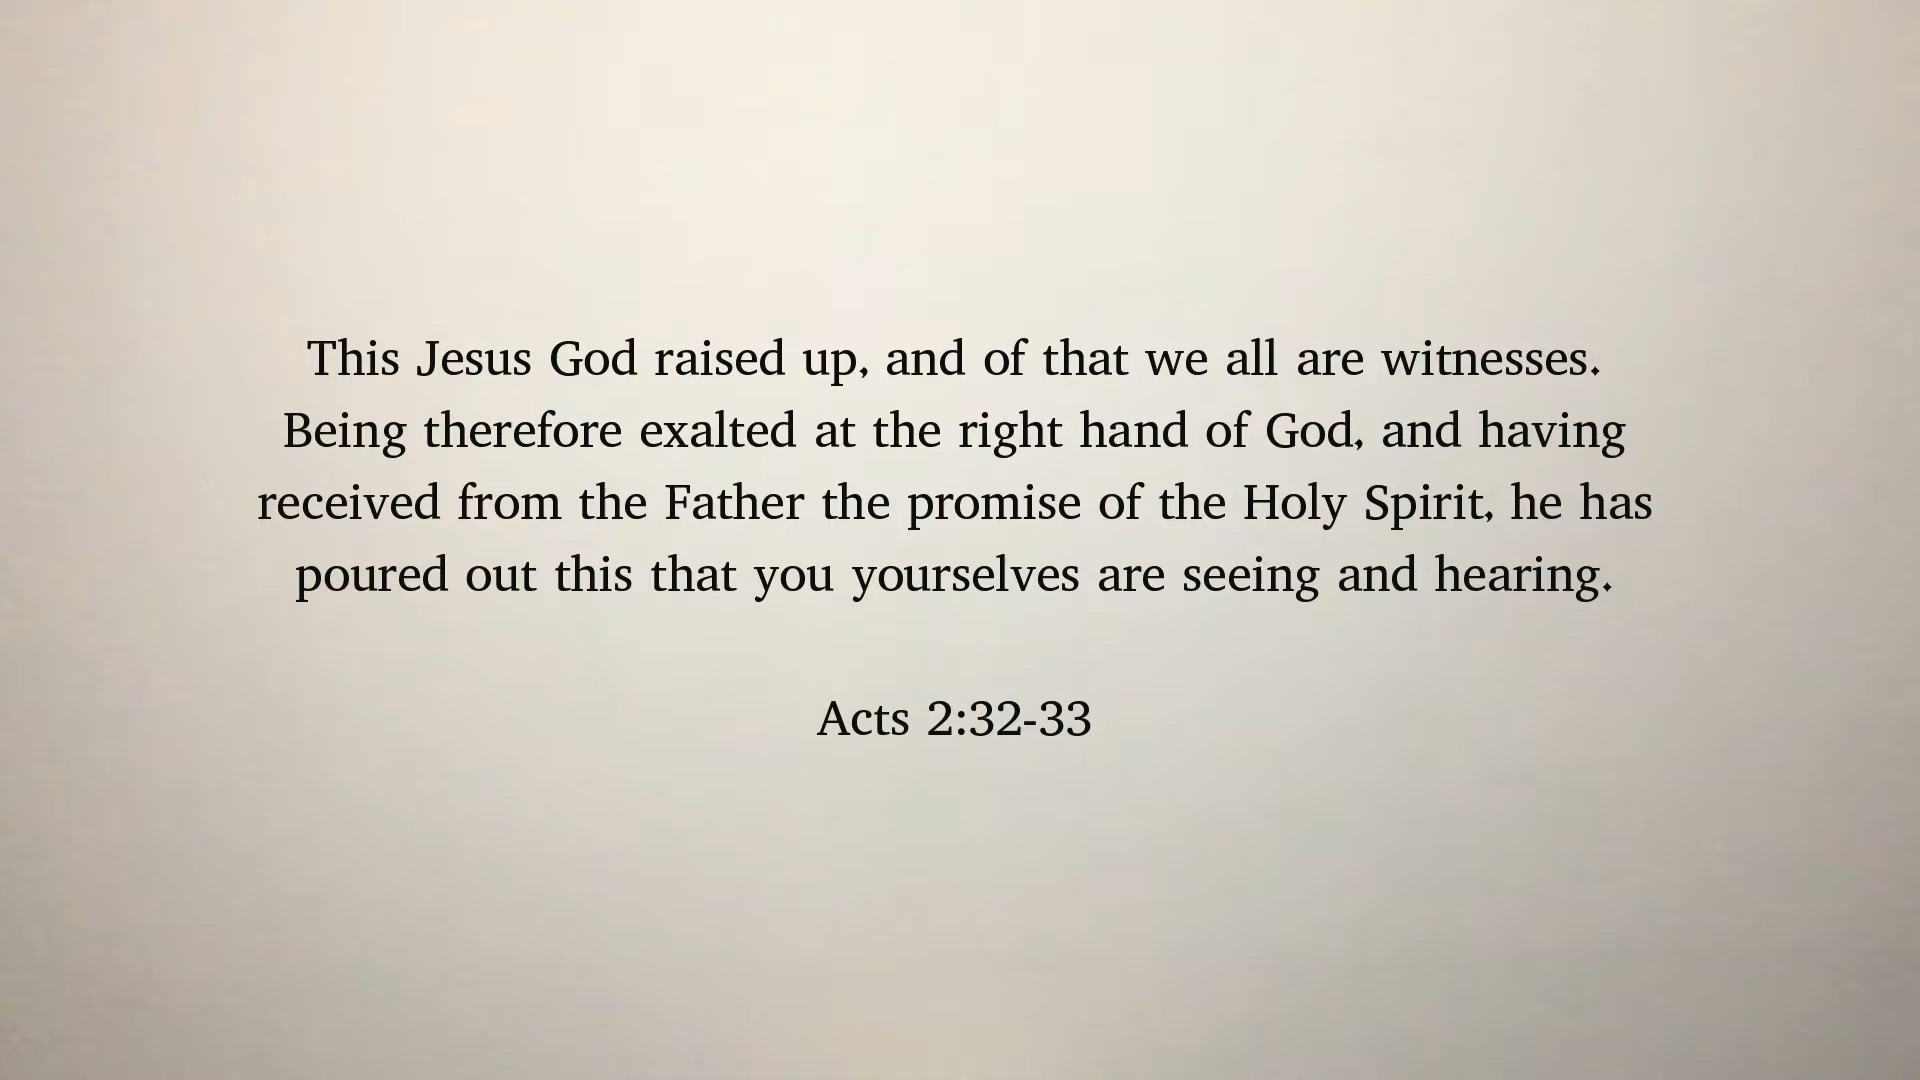 This Jesus God raised up, and of that we all are witnesses.
Being therefore exalted at the right hand of God, and having
received from the Father the promise of the Holy Spirit, he has
poured out this that you yourselves are seeing and hearing.
Acts 2:32-33